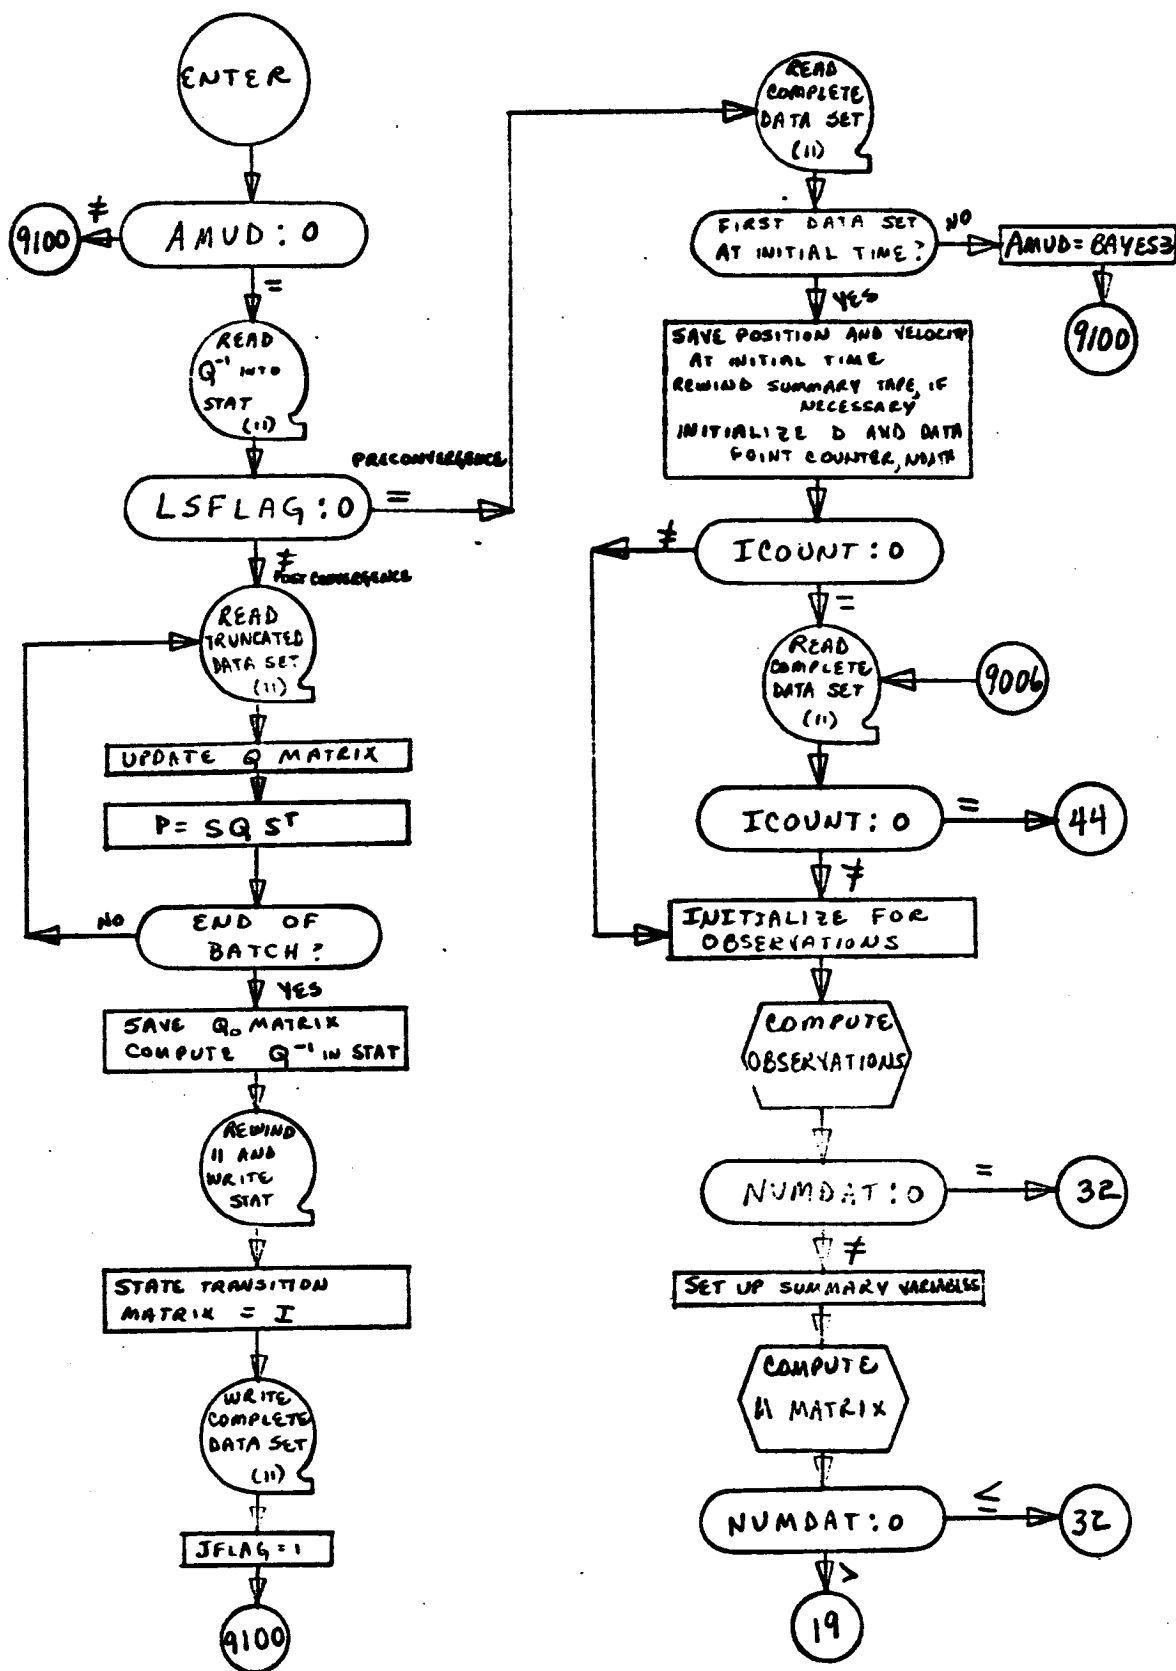 ENTER
≠
9100
AMUD : 0
=
READ
Q⁻¹ INTO
STAT
(11)
PRECONVERGENCE
LSFLAG : 0
=
≠
POST CONVERGENCE
READ
TRUNCATED
DATA SET
(11)
UPDATE Q MATRIX
P = S Q Sᵀ
NO
END OF
BATCH ?
YES
SAVE Q₀ MATRIX
COMPUTE Q⁻¹ IN STAT
REWIND
11 AND
WRITE
STAT
STATE TRANSITION
MATRIX = I
WRITE
COMPLETE
DATA SET
(11)
JFLAG = 1
9100
READ
COMPLETE
DATA SET
(11)
FIRST DATA SET
AT INITIAL TIME ?
NO
AMUD = BAYES3
9100
YES
SAVE POSITION AND VELOCITY
AT INITIAL TIME
REWIND SUMMARY TAPE, IF
NECESSARY,
INITIALIZE D AND DATA
POINT COUNTER, NDATA
≠
ICOUNT : 0
=
READ
COMPLETE
DATA SET
(11)
9006
ICOUNT : 0
=
44
≠
INITIALIZE FOR
OBSERVATIONS
COMPUTE
OBSERVATIONS
NUMDAT : 0
=
32
≠
SET UP SUMMARY VARIABLES
COMPUTE
H MATRIX
NUMDAT : 0
≤
32
>
19